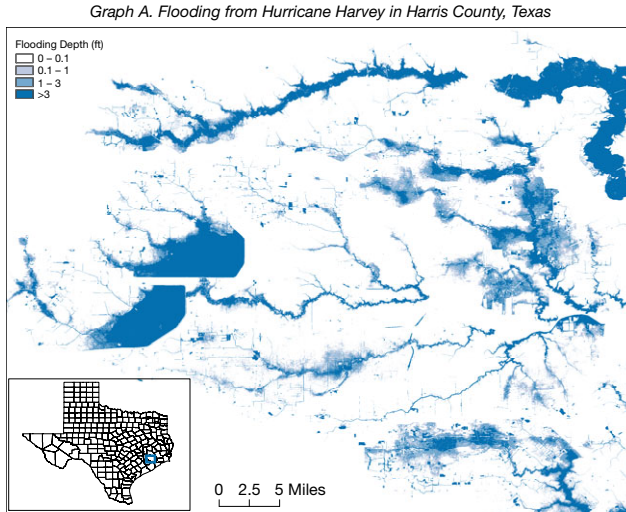 Graph A. Flooding from Hurricane Harvey in Harris County, Texas
Flooding Depth (ft)
0 – 0.1
0.1 – 1
1 – 3
>3
0 2.5 5 Miles